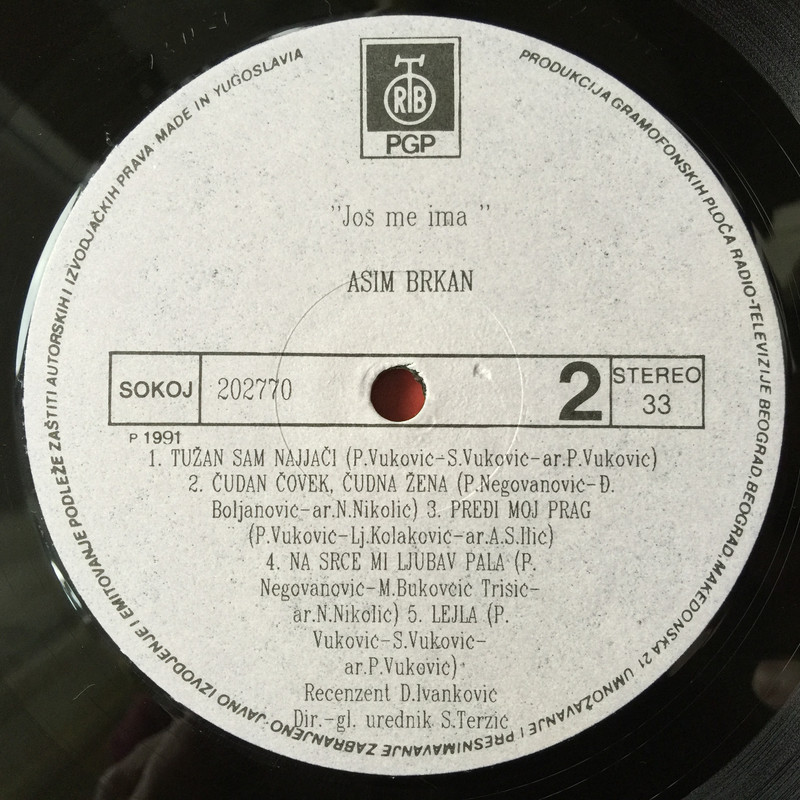 RTB
PGP
"Još me ima"
ASIM BRKAN
SOKOJ 202770 2 STEREO 33
P 1991
1. TUŽAN SAM NAJJAČI (P.Vuković-S.Vuković-ar.P.Vuković)
2. ČUDAN ČOVEK, ČUDNA ŽENA (P.Negovanović-Đ.
Boljanović-ar.N.Nikolić) 3. PREĐI MOJ PRAG
(P.Vuković-Lj.Kolaković-ar.A.S.Ilić)
4. NA SRCE MI LJUBAV PALA (P.
Negovanović-M.Bukovčić Trišić-
ar.N.Nikolić) 5. LEJLA (P.
Vuković-S.Vuković-
ar.P.Vuković)
Recenzent D.Ivanković
Dir.-gl. urednik S.Terzić
PRODUKCIJA GRAMOFONSKIH PLOČA RADIO-TELEVIZIJE BEOGRAD, BEOGRAD, MAKEDONSKA 21 UMNOŽAVANJE I PRESNIMAVANJE ZABRANJENO. JAVNO IZVODJENJE I EMITOVANJE PODLEŽE ZAŠTITI AUTORSKIH I IZVODJAČKIH PRAVA·MADE IN YUGOSLAVIA